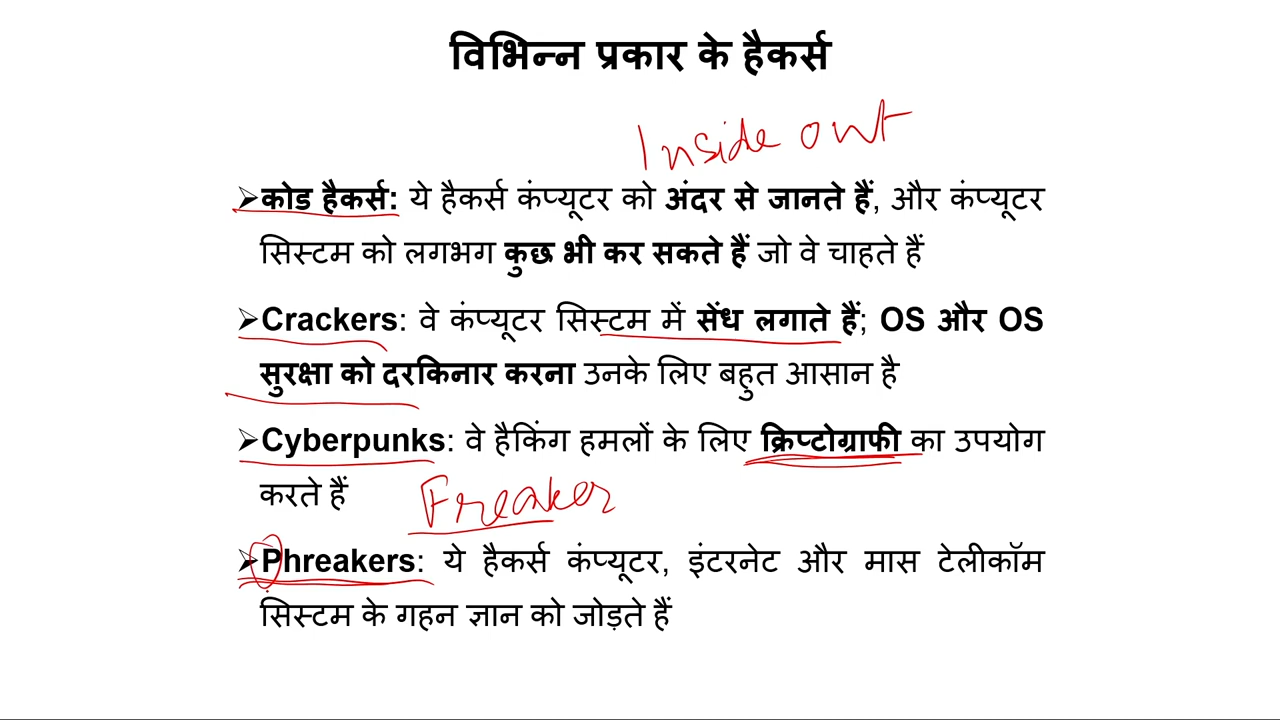 विभिन्न प्रकार के हैकर्स
Inside out
➢कोड हैकर्स: ये हैकर्स कंप्यूटर को अंदर से जानते हैं, और कंप्यूटर
सिस्टम को लगभग कुछ भी कर सकते हैं जो वे चाहते हैं
➢Crackers: वे कंप्यूटर सिस्टम में सेंध लगाते हैं; OS और OS
सुरक्षा को दरकिनार करना उनके लिए बहुत आसान है
➢Cyberpunks: वे हैकिंग हमलों के लिए क्रिप्टोग्राफी का उपयोग
करते हैं
Freaker
➢Phreakers: ये हैकर्स कंप्यूटर, इंटरनेट और मास टेलीकॉम
सिस्टम के गहन ज्ञान को जोड़ते हैं